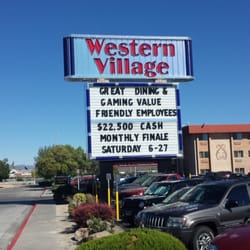 Western
Village
GREAT DINING &
GAMING VALUE
FRIENDLY EMPLOYEES
$22,500 CASH
MONTHLY FINALE
SATURDAY 6-27